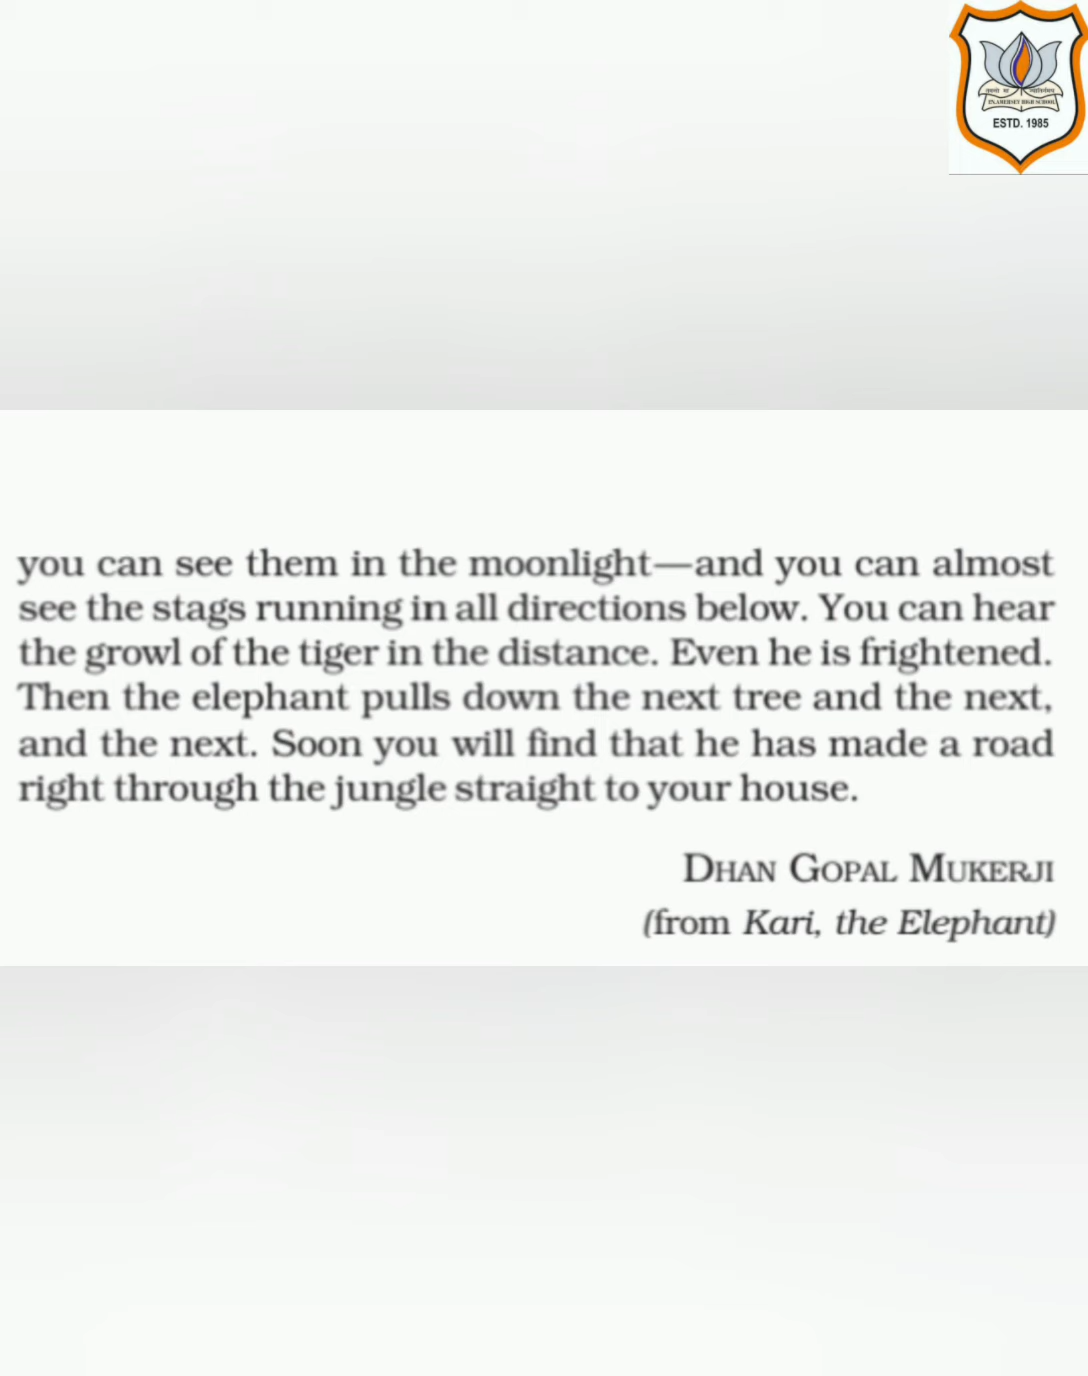 ESTD. 1985
you can see them in the moonlight—and you can almost
see the stags running in all directions below. You can hear
the growl of the tiger in the distance. Even he is frightened.
Then the elephant pulls down the next tree and the next,
and the next. Soon you will find that he has made a road
right through the jungle straight to your house.
DHAN GOPAL MUKERJI
(from Kari, the Elephant)